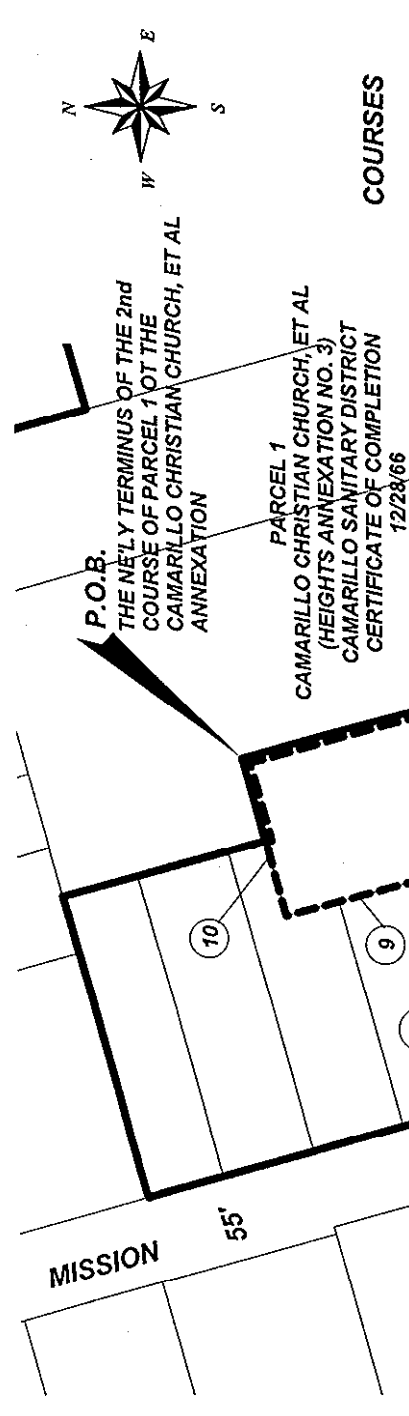 N
W
E
S
P.O.B.
THE NE'LY TERMINUS OF THE 2nd
COURSE OF PARCEL 1 OT THE
CAMARILLO CHRISTIAN CHURCH, ET AL
ANNEXATION
PARCEL 1
CAMARILLO CHRISTIAN CHURCH, ET AL
(HEIGHTS ANNEXATION NO. 3)
CAMARILLO SANITARY DISTRICT
CERTIFICATE OF COMPLETION
12/28/66
COURSES
10
9
MISSION
55'